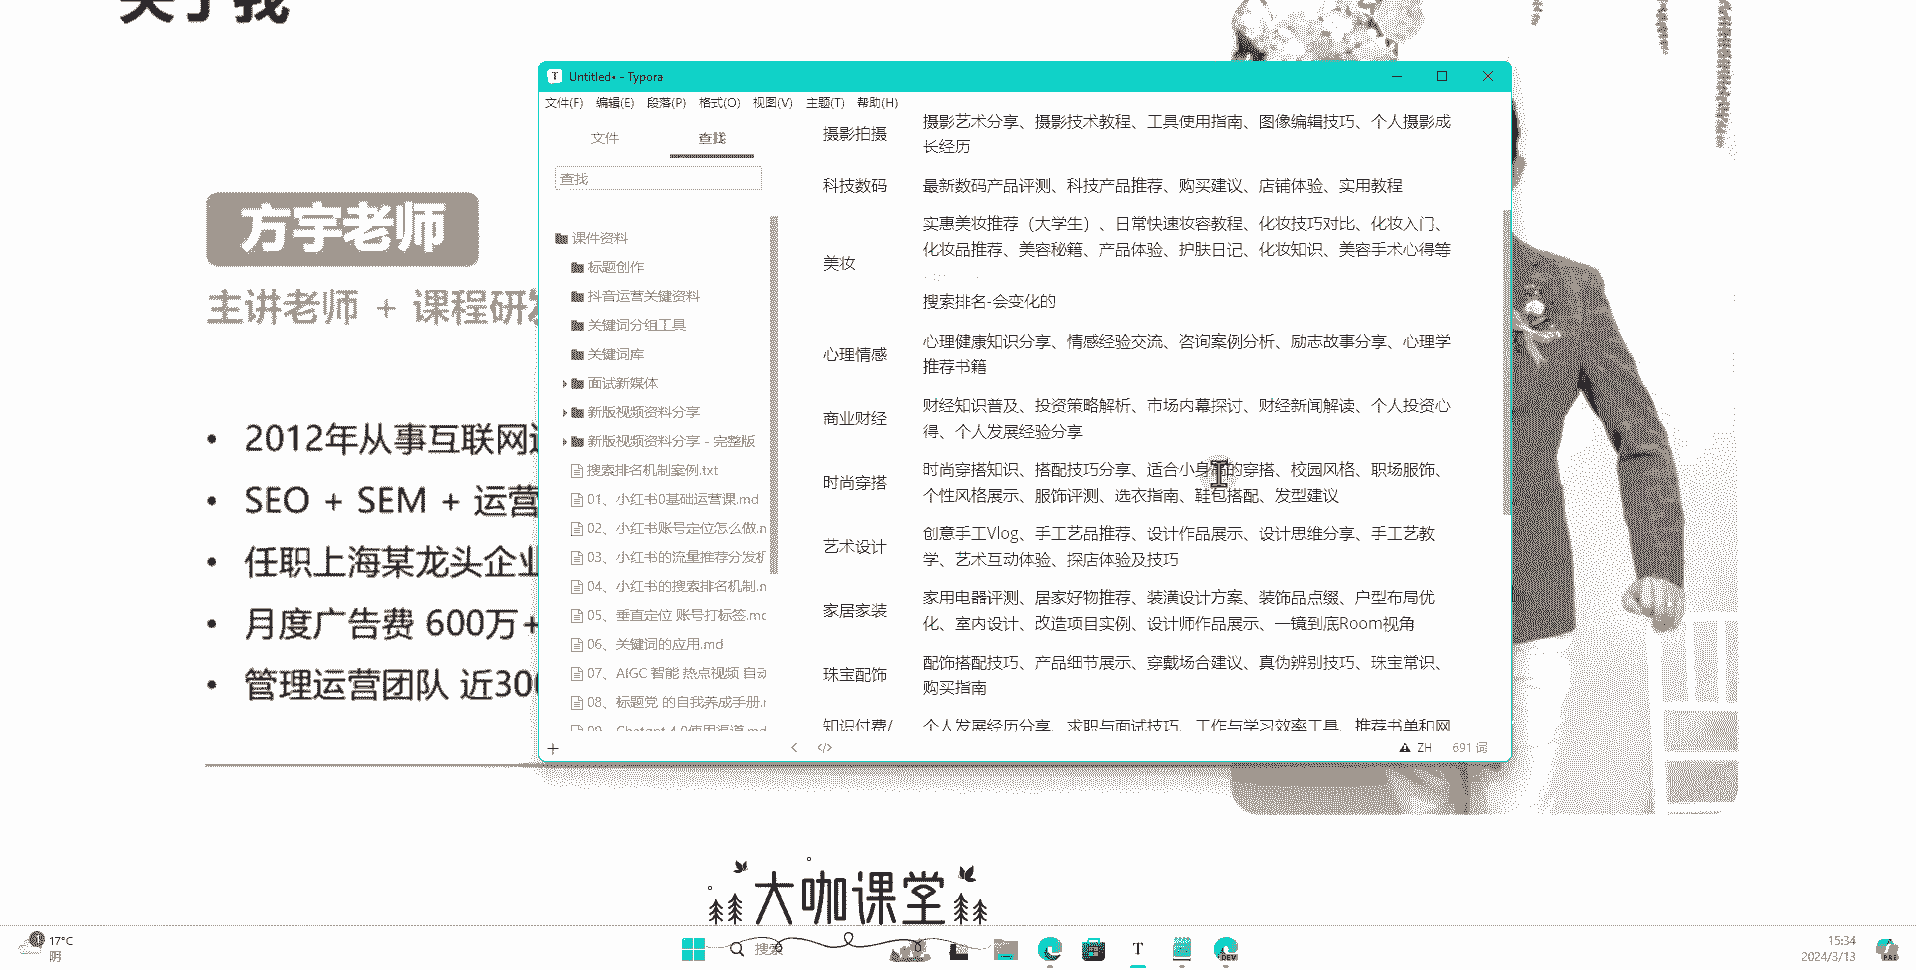 关于我
方宇老师
主讲老师 + 课程研发
2012年从事互联网
SEO + SEM + 运营
任职上海某龙头企业
月度广告费 600万+
管理运营团队 近300
Untitled• - Typora
文件(F) 编辑(E) 段落(P) 格式(O) 视图(V) 主题(T) 帮助(H)
文件 查找
查找
课件资料
标题创作
抖音运营关键资料
关键词分组工具
关键词库
面试新媒体
新版视频资料分享
新版视频资料分享 - 完整版
搜索排名机制案例.txt
01、小红书0基础运营课.md
02、小红书账号定位怎么做.m
03、小红书的流量推荐分发机
04、小红书的搜索排名机制.m
05、垂直定位 账号打标签.mc
06、关键词的应用.md
07、AIGC 智能 热点视频 自动
08、标题党 的自我养成手册.r
09、Chatgpt 4.0使用渠道.md
摄影拍摄
摄影艺术分享、摄影技术教程、工具使用指南、图像编辑技巧、个人摄影成
长经历
科技数码
最新数码产品评测、科技产品推荐、购买建议、店铺体验、实用教程
美妆
实惠美妆推荐（大学生）、日常快速妆容教程、化妆技巧对比、化妆入门、
化妆品推荐、美容秘籍、产品体验、护肤日记、化妆知识、美容手术心得等
搜索排名-会变化的
心理情感
心理健康知识分享、情感经验交流、咨询案例分析、励志故事分享、心理学
推荐书籍
商业财经
财经知识普及、投资策略解析、市场内幕探讨、财经新闻解读、个人投资心
得、个人发展经验分享
时尚穿搭
时尚穿搭知识、搭配技巧分享、适合小身 的穿搭、校园风格、职场服饰、
个性风格展示、服饰评测、选衣指南、鞋包搭配、发型建议
艺术设计
创意手工Vlog、手工艺品推荐、设计作品展示、设计思维分享、手工艺教
学、艺术互动体验、探店体验及技巧
家居家装
家用电器评测、居家好物推荐、装潢设计方案、装饰品点缀、户型布局优
化、室内设计、改造项目实例、设计师作品展示、一镜到底Room视角
珠宝配饰
配饰搭配技巧、产品细节展示、穿戴场合建议、真伪辨别技巧、珠宝常识、
购买指南
知识付费/
个人发展经历分享、求职与面试技巧、工作与学习效率工具、推荐书单和网
ZH 691 词
大咖课堂
17°C
阴
搜索
T
DEV
15:34
2024/3/13
PRE